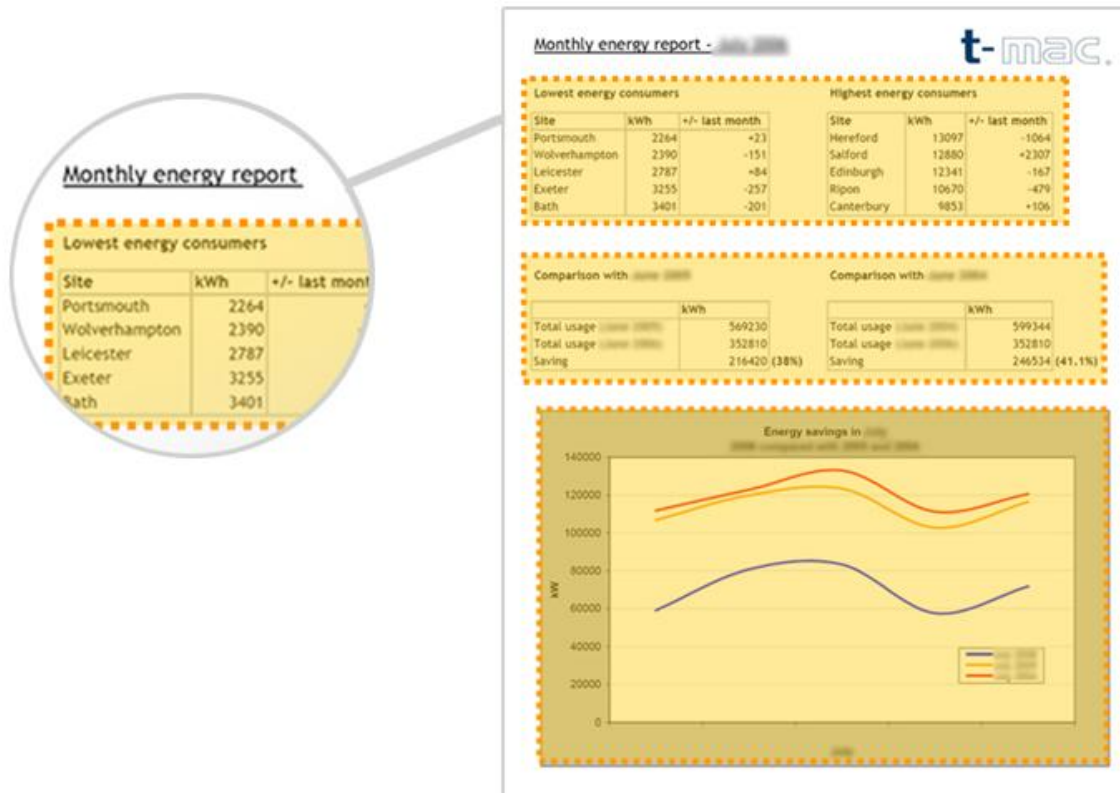 Monthly energy report
Lowest energy consumers
Site kWh +/- last mont
Portsmouth 2264
Wolverhampton 2390
Leicester 2787
Exeter 3255
Bath 3401
Monthly energy report -
t-mac.
Lowest energy consumers
Site kWh +/- last month
Portsmouth 2264 +23
Wolverhampton 2390 -151
Leicester 2787 +84
Exeter 3255 -257
Bath 3401 -201
Highest energy consumers
Site kWh +/- last month
Hereford 13097 -1064
Salford 12880 +2307
Edinburgh 12341 -167
Ripon 10670 -479
Canterbury 9853 +106
Comparison with
kWh
Total usage 569230
Total usage 352810
Saving 216420 (38%)
Comparison with
kWh
Total usage 599344
Total usage 352810
Saving 246534 (41.1%)
Energy savings in
140000
120000
100000
80000
60000
40000
20000
0
kW